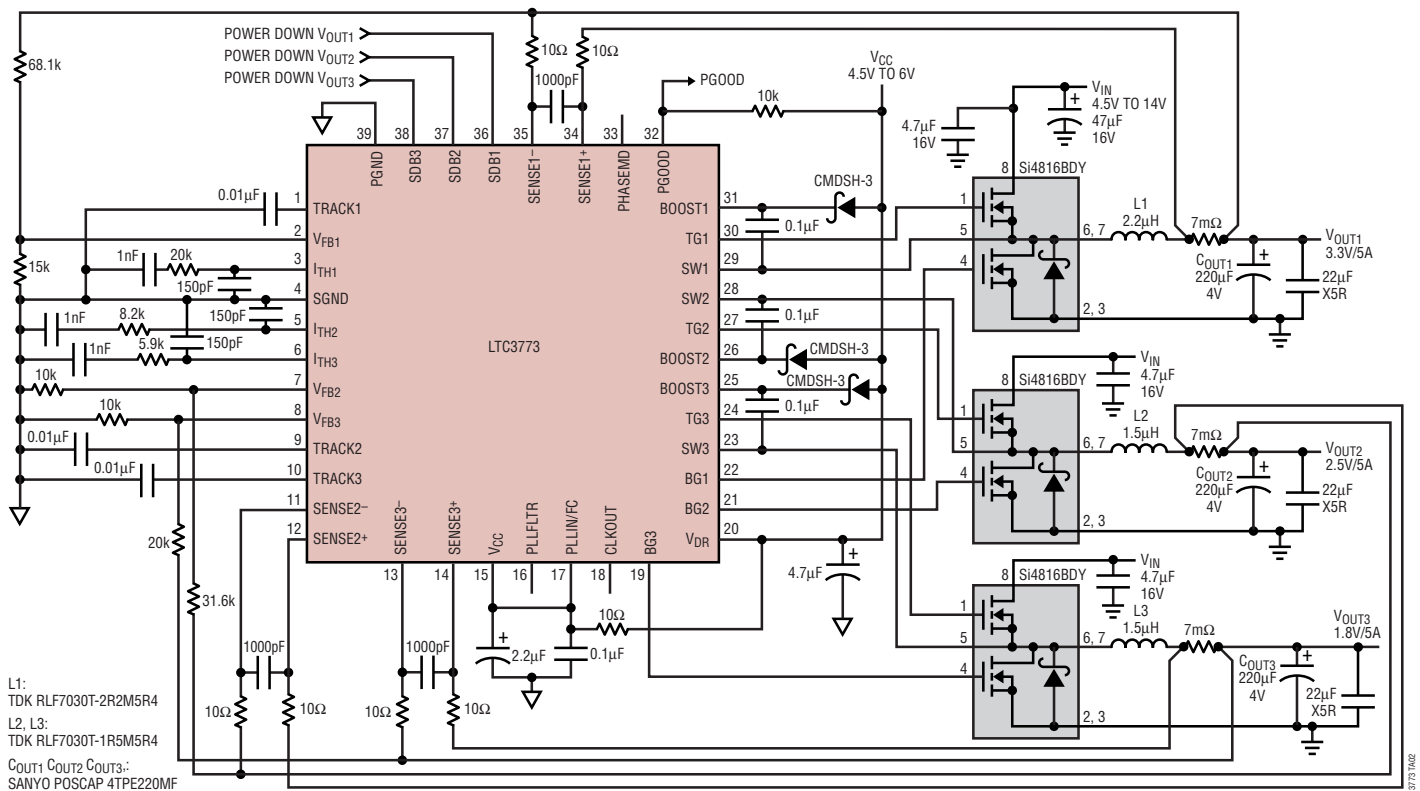 POWER DOWN VOUT1
POWER DOWN VOUT2
POWER DOWN VOUT3
68.1k
10Ω
10Ω
1000pF
PGOOD
10k
VCC
4.5V TO 6V
VIN
4.5V TO 14V
47µF
16V
4.7µF
16V
39
38
37
36
35
34
33
32
PGND
SDB3
SDB2
SDB1
SENSE1-
SENSE1+
PHASEMD
PGOOD
LTC3773
0.01µF
1
TRACK1
2
VFB1
1nF
20k
3
ITH1
15k
150pF
4
SGND
150pF
1nF
8.2k
5
ITH2
1nF
5.9k
150pF
6
ITH3
10k
7
VFB2
10k
8
VFB3
0.01µF
9
TRACK2
0.01µF
10
TRACK3
11
SENSE2–
12
SENSE2+
20k
31.6k
31
BOOST1
30
TG1
29
SW1
28
SW2
27
TG2
26
BOOST2
25
BOOST3
24
TG3
23
SW3
22
BG1
21
BG2
20
VDR
CMDSH-3
0.1µF
0.1µF
CMDSH-3
CMDSH-3
0.1µF
4.7µF
+
SENSE3-
SENSE3+
VCC
PLLFLTR
PLLIN/FC
CLKOUT
BG3
13
14
15
16
17
18
19
10Ω
+
2.2µF
0.1µF
1000pF
1000pF
10Ω
10Ω
10Ω
10Ω
+
8
Si4816BDY
1
5
4
6, 7
2, 3
L1
2.2µH
7mΩ
VOUT1
3.3V/5A
COUT1
220µF
4V
+
22µF
X5R
VIN
4.7µF
16V
8
Si4816BDY
1
5
4
6, 7
2, 3
L2
1.5µH
7mΩ
VOUT2
2.5V/5A
COUT2
220µF
4V
+
22µF
X5R
VIN
4.7µF
16V
8
Si4816BDY
1
5
4
6, 7
2, 3
L3
1.5µH
7mΩ
VOUT3
1.8V/5A
COUT3
220µF
4V
+
22µF
X5R
L1:
TDK RLF7030T-2R2M5R4
L2, L3:
TDK RLF7030T-1R5M5R4
COUT1 COUT2 COUT3,:
SANYO POSCAP 4TPE220MF
3773 TA02